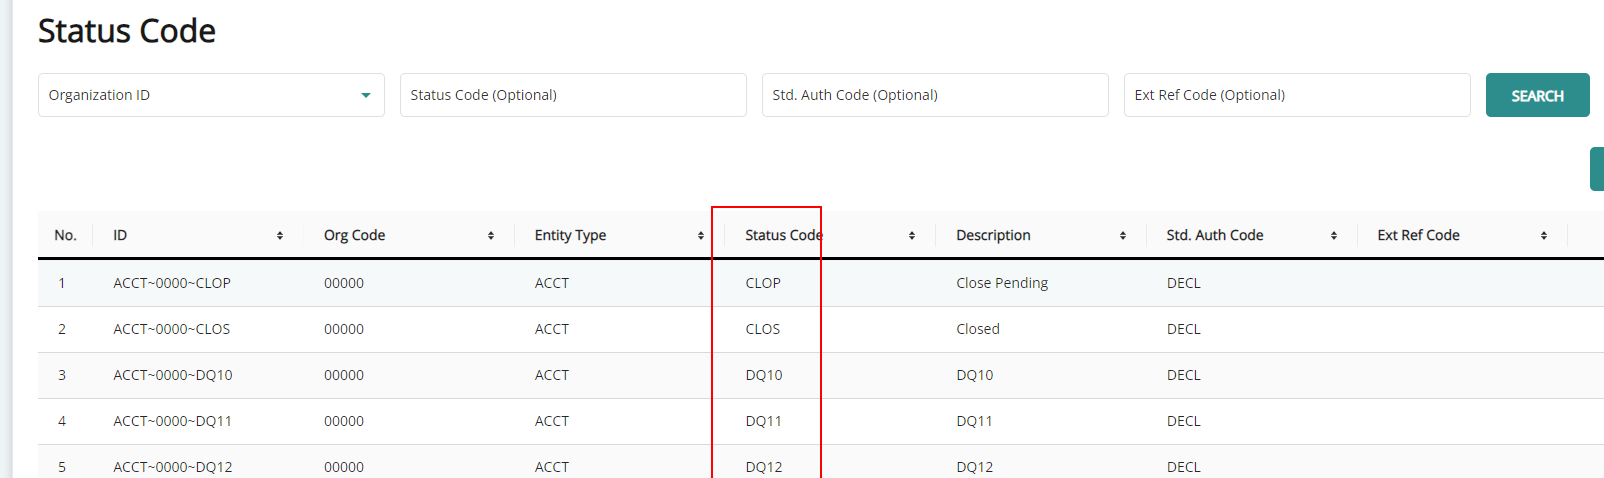 Status Code
Organization ID Status Code (Optional) Std. Auth Code (Optional) Ext Ref Code (Optional) SEARCH
No. ID Org Code Entity Type Status Code Description Std. Auth Code Ext Ref Code
1 ACCT~0000~CLOP 00000 ACCT CLOP Close Pending DECL
2 ACCT~0000~CLOS 00000 ACCT CLOS Closed DECL
3 ACCT~0000~DQ10 00000 ACCT DQ10 DQ10 DECL
4 ACCT~0000~DQ11 00000 ACCT DQ11 DQ11 DECL
5 ACCT~0000~DQ12 00000 ACCT DQ12 DQ12 DECL